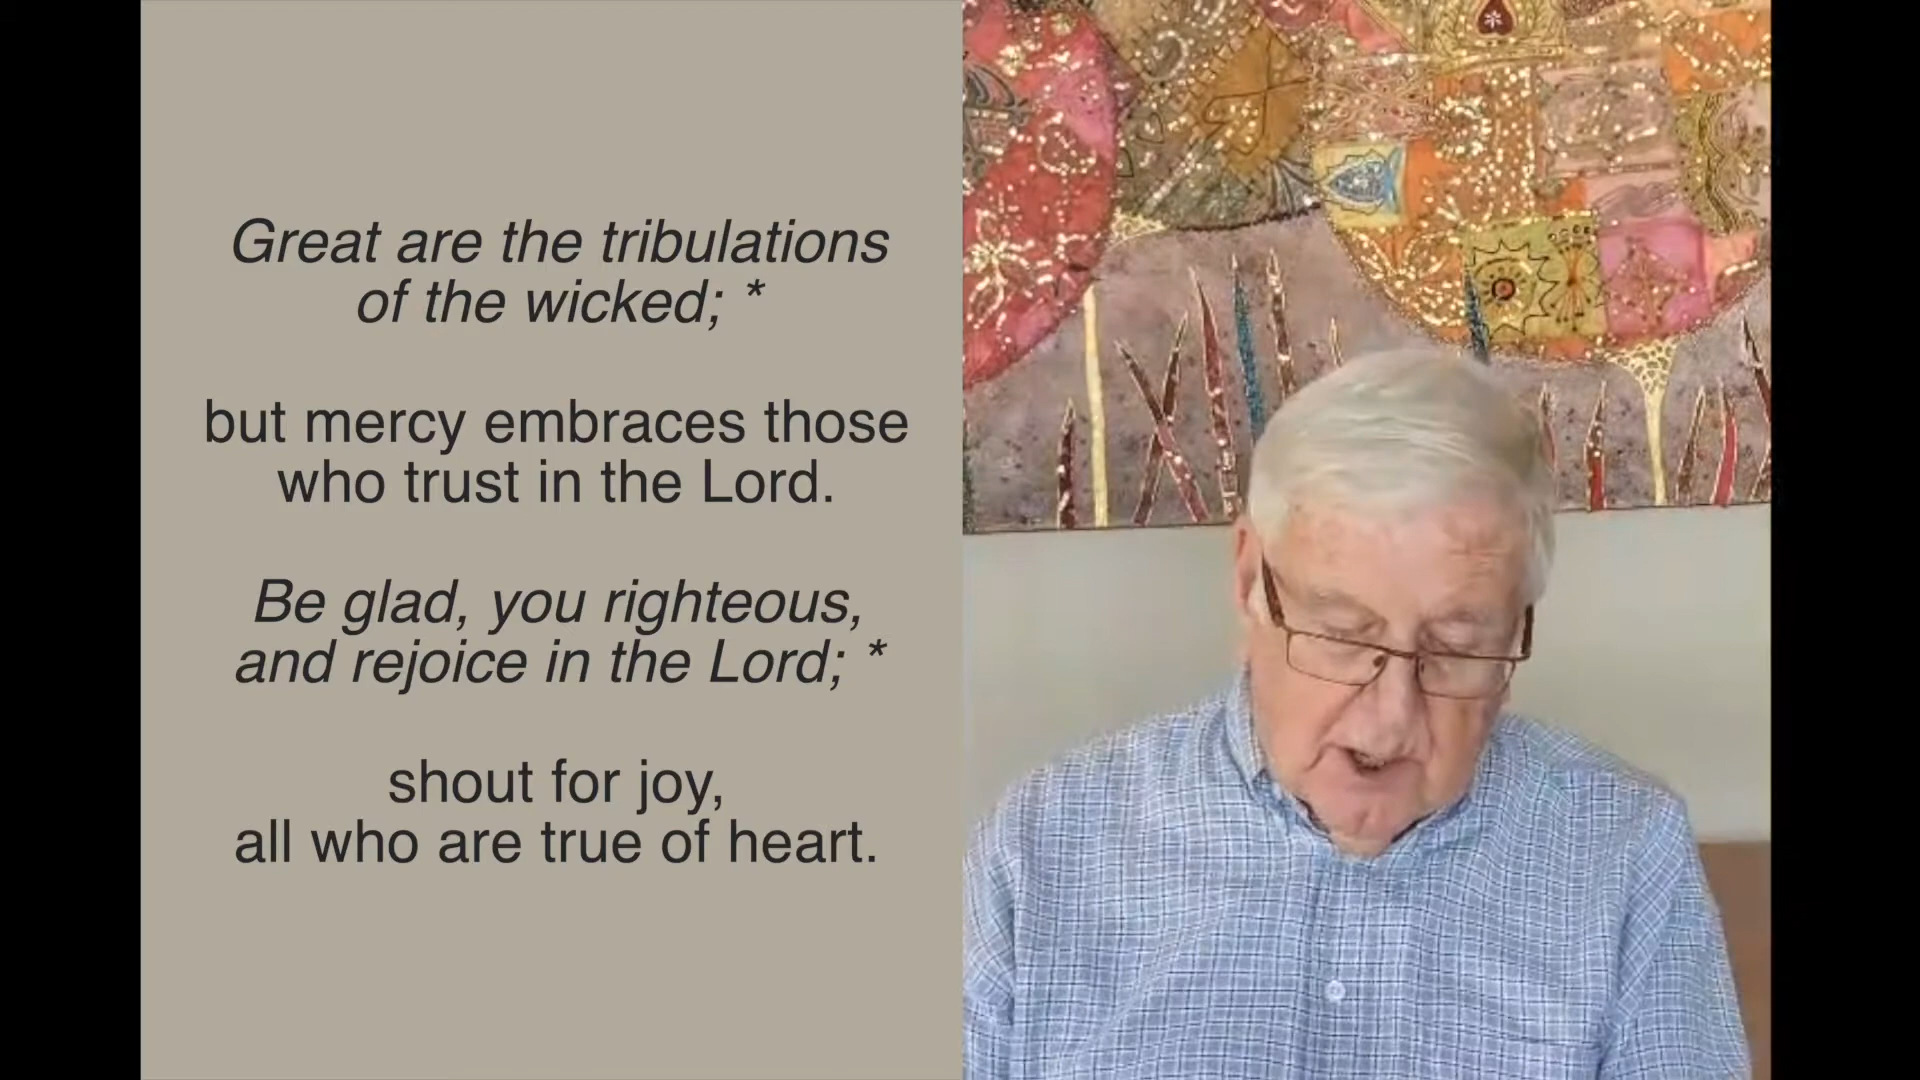 Great are the tribulations
of the wicked; *
but mercy embraces those
who trust in the Lord.
Be glad, you righteous,
and rejoice in the Lord; *
shout for joy,
all who are true of heart.